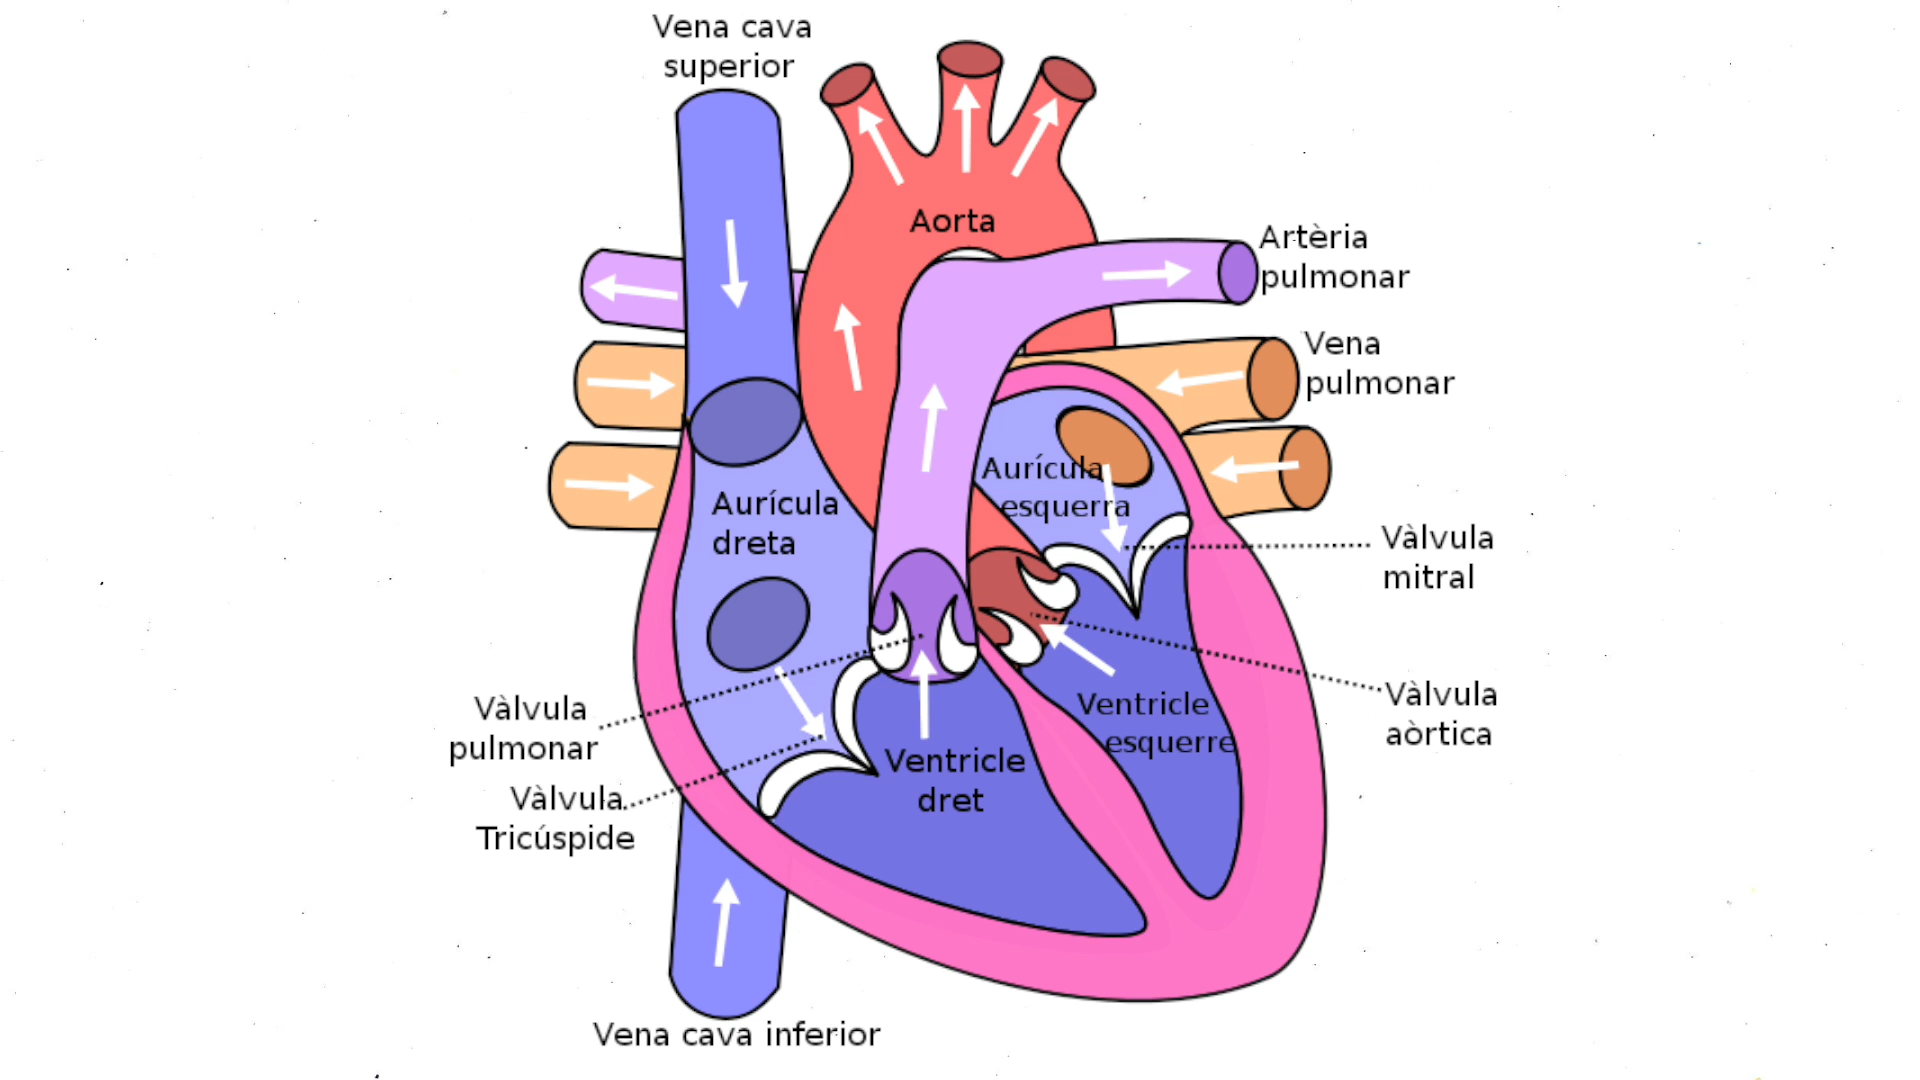 Vena cava
superior
Aorta
Artèria
pulmonar
Vena
pulmonar
Aurícula
esquerra
Aurícula
dreta
Vàlvula
mitral
Vàlvula
aòrtica
Ventricle
esquerre
Vàlvula
pulmonar
Ventricle
dret
Vàlvula
Tricúspide
Vena cava inferior